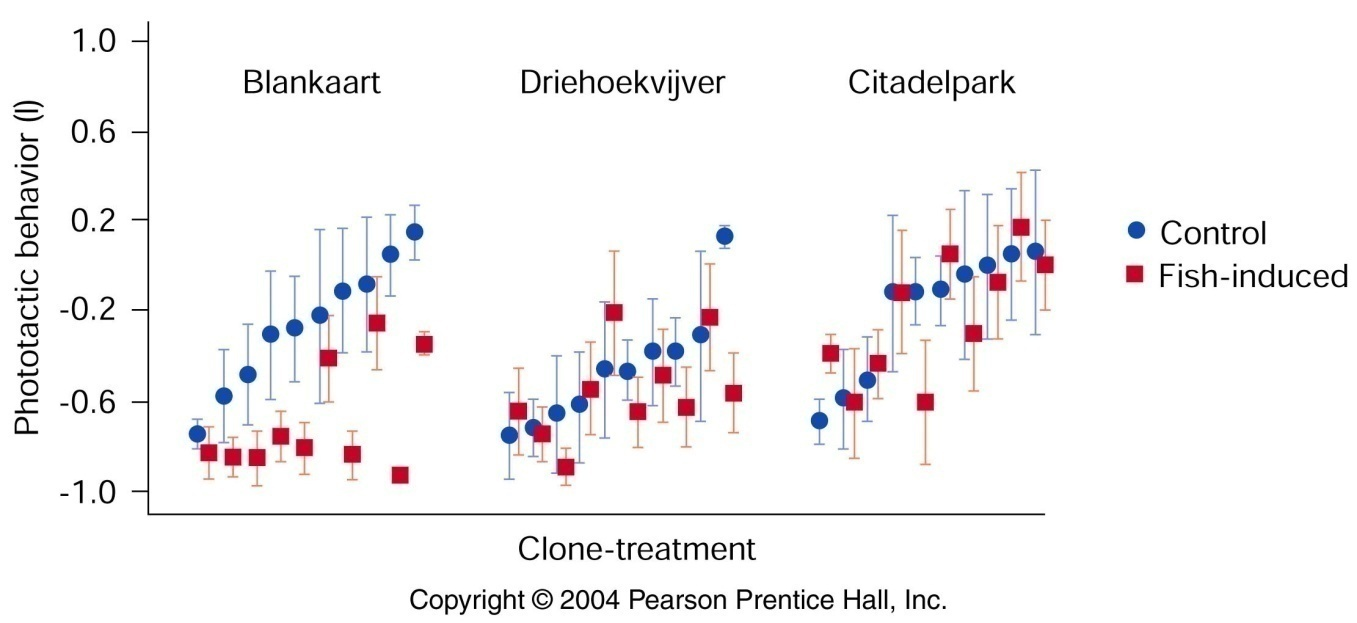 1.0
0.6
0.2
-0.2
-0.6
-1.0
Phototactic behavior (I)
Blankaart
Driehoekvijver
Citadelpark
Control
Fish-induced
Clone-treatment
Copyright © 2004 Pearson Prentice Hall, Inc.